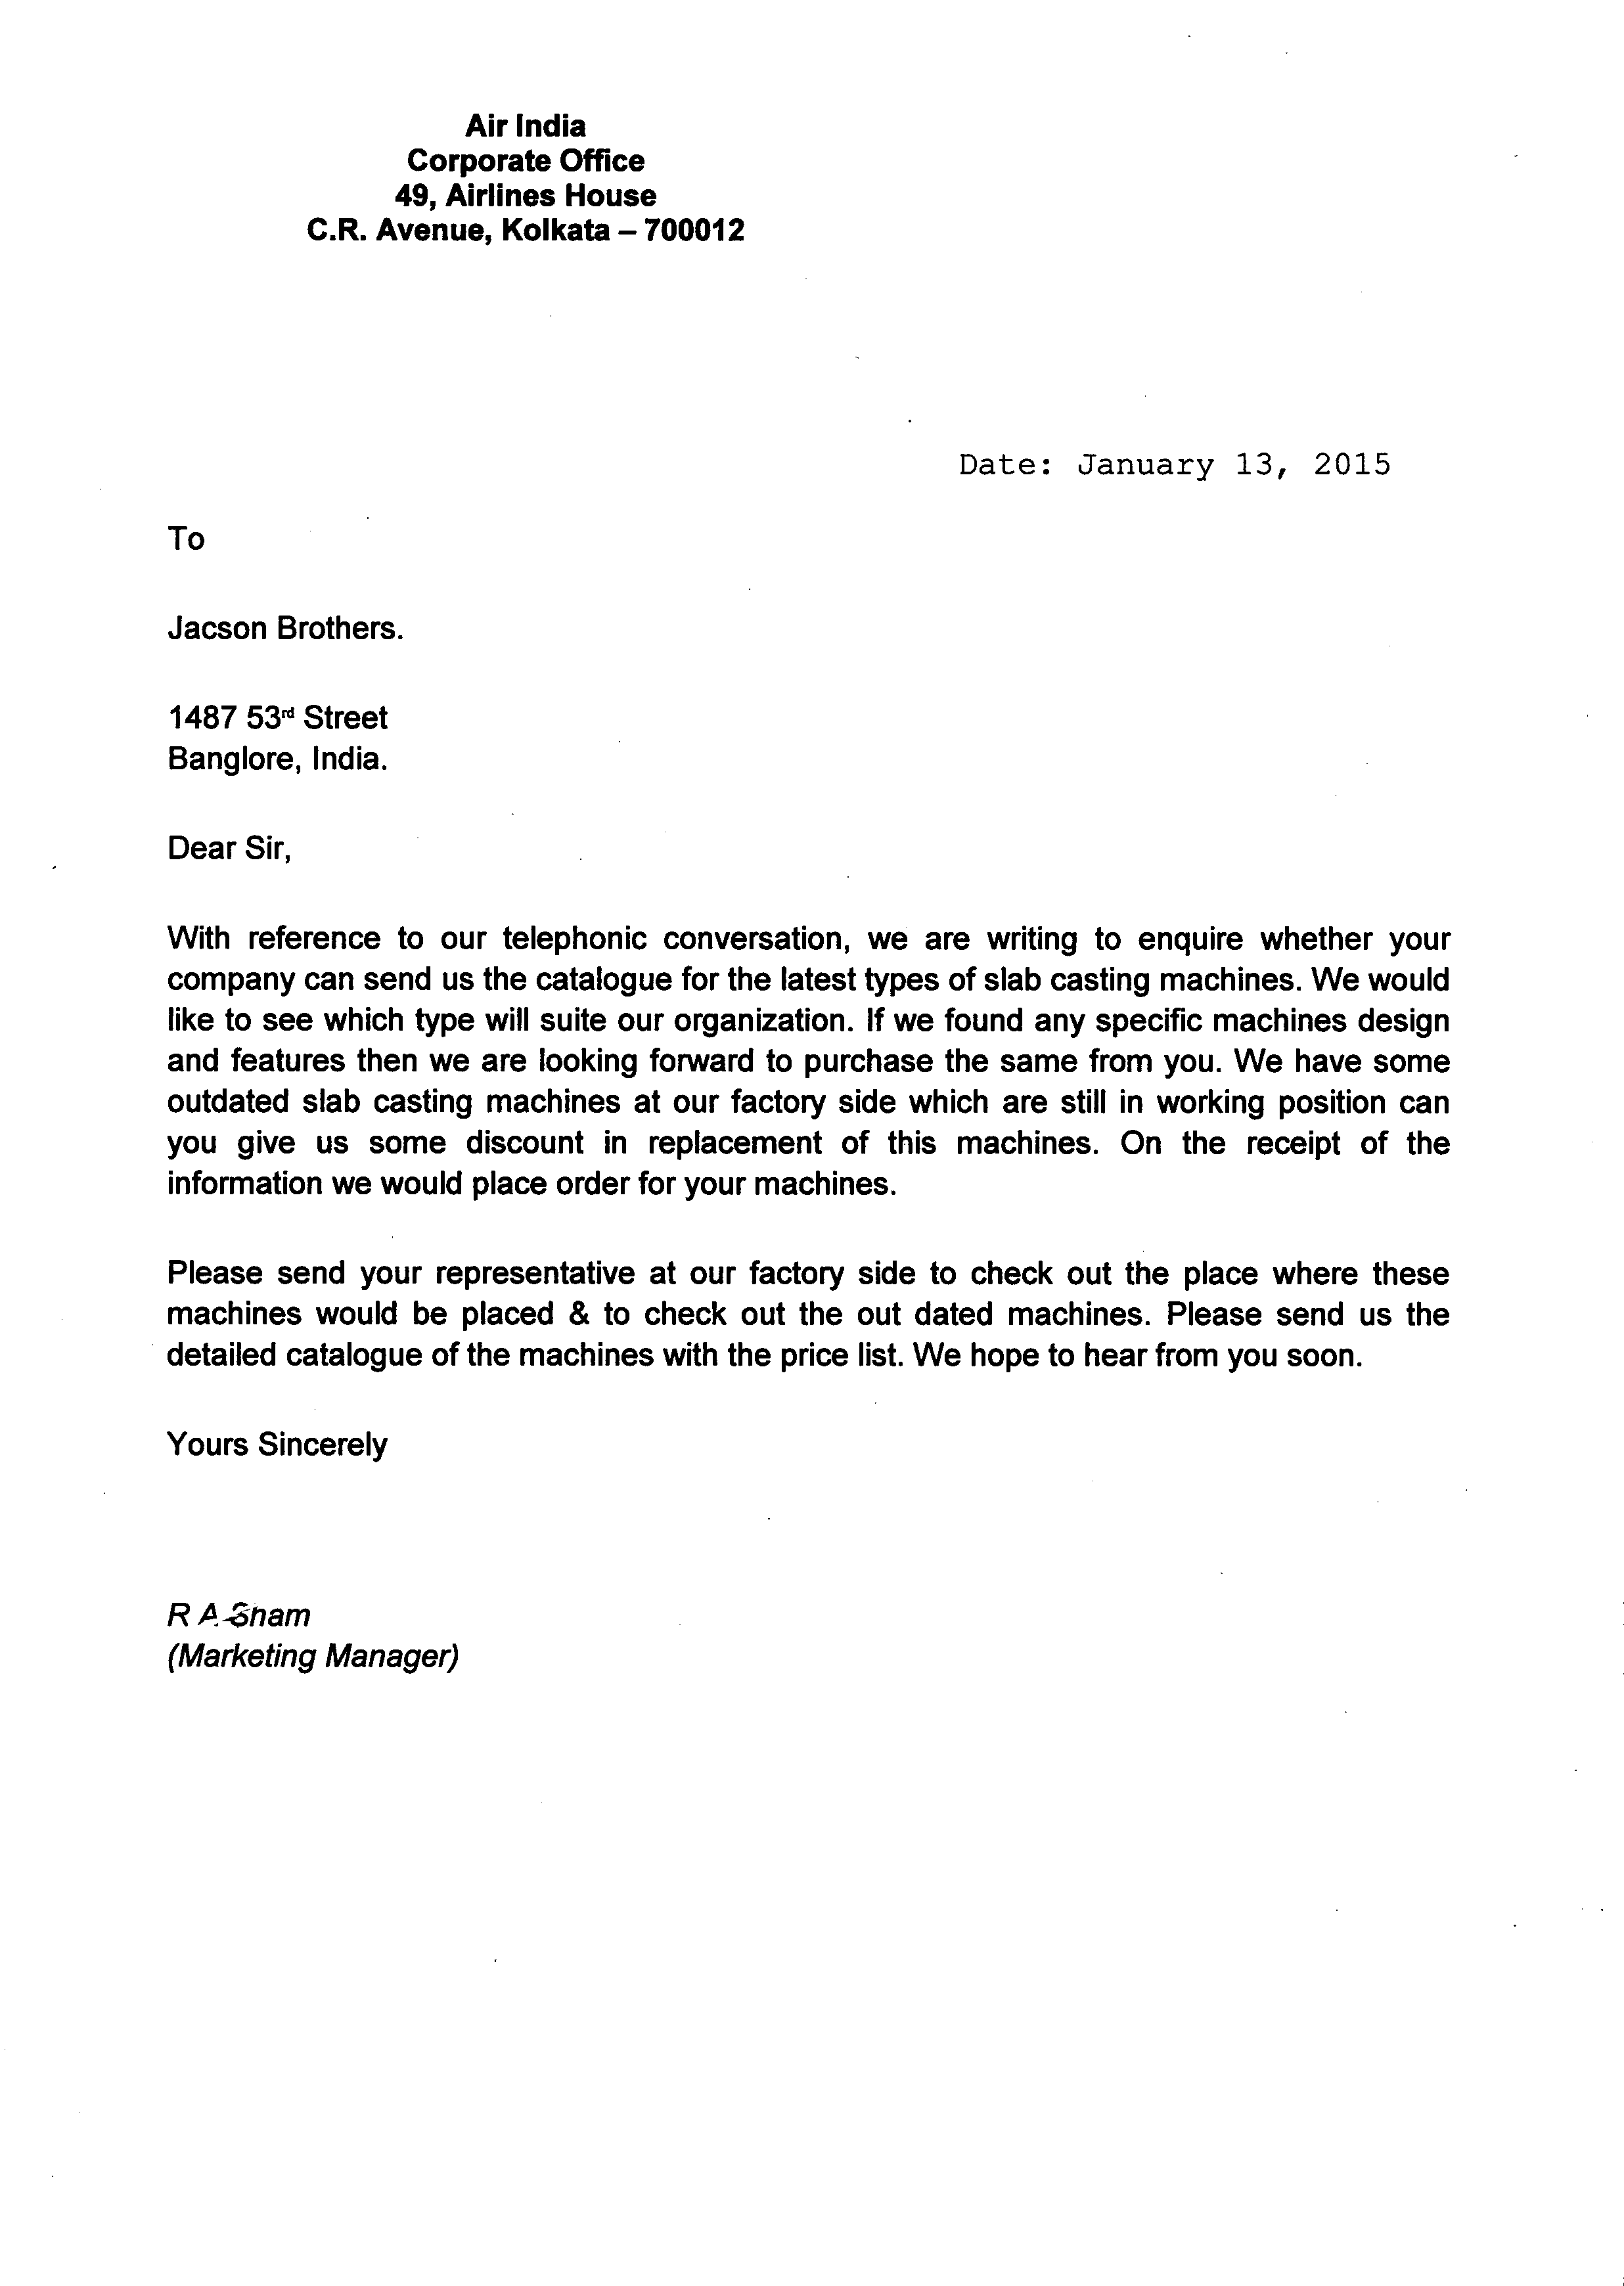 Air India
Corporate Office
49, Airlines House
C.R. Avenue, Kolkata – 700012
Date: January 13, 2015
To
Jacson Brothers.
1487 53rd Street
Banglore, India.
Dear Sir,
With reference to our telephonic conversation, we are writing to enquire whether your
company can send us the catalogue for the latest types of slab casting machines. We would
like to see which type will suite our organization. If we found any specific machines design
and features then we are looking forward to purchase the same from you. We have some
outdated slab casting machines at our factory side which are still in working position can
you give us some discount in replacement of this machines. On the receipt of the
information we would place order for your machines.
Please send your representative at our factory side to check out the place where these
machines would be placed & to check out the out dated machines. Please send us the
detailed catalogue of the machines with the price list. We hope to hear from you soon.
Yours Sincerely
R A Sham
(Marketing Manager)